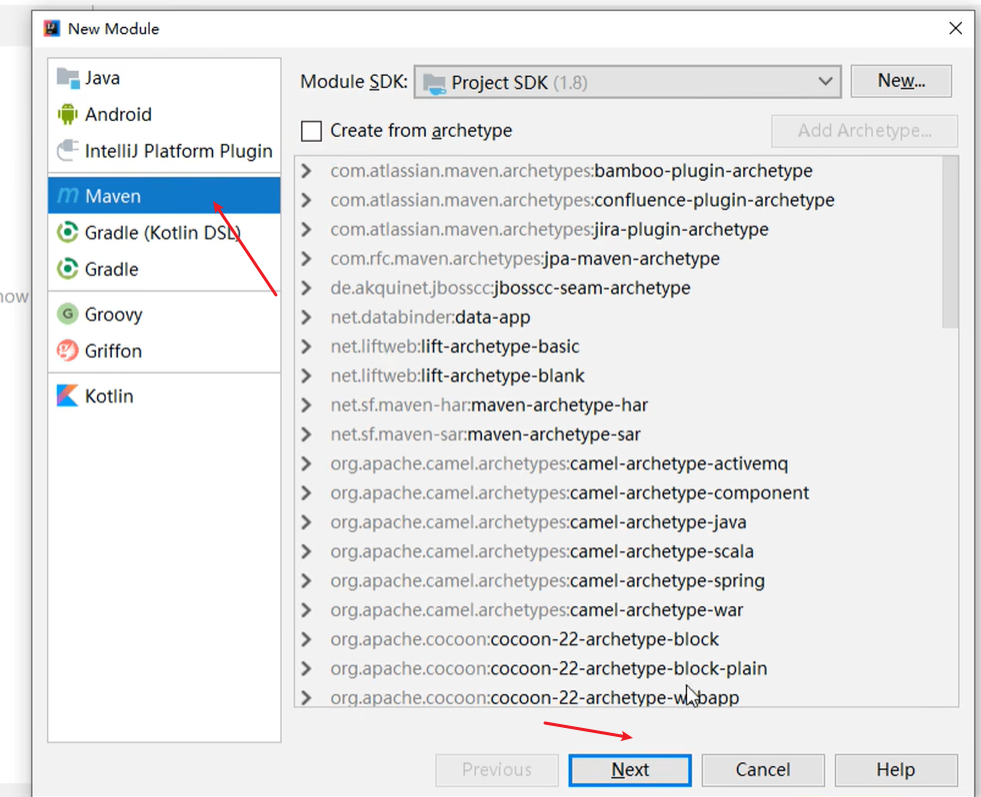 New Module
Java
Android
IntelliJ Platform Plugin
Maven
Gradle (Kotlin DSL)
Gradle
Groovy
Griffon
Kotlin
Module SDK: Project SDK (1.8) New...
Create from archetype Add Archetype...
com.atlassian.maven.archetypes:bamboo-plugin-archetype
com.atlassian.maven.archetypes:confluence-plugin-archetype
com.atlassian.maven.archetypes:jira-plugin-archetype
com.rfc.maven.archetypes:jpa-maven-archetype
de.akquinet.jbosscc:jbosscc-seam-archetype
net.databinder:data-app
net.liftweb:lift-archetype-basic
net.liftweb:lift-archetype-blank
net.sf.maven-har:maven-archetype-har
net.sf.maven-sar:maven-archetype-sar
org.apache.camel.archetypes:camel-archetype-activemq
org.apache.camel.archetypes:camel-archetype-component
org.apache.camel.archetypes:camel-archetype-java
org.apache.camel.archetypes:camel-archetype-scala
org.apache.camel.archetypes:camel-archetype-spring
org.apache.camel.archetypes:camel-archetype-war
org.apache.cocoon:cocoon-22-archetype-block
org.apache.cocoon:cocoon-22-archetype-block-plain
org.apache.cocoon:cocoon-22-archetype-webapp
Previous Next Cancel Help